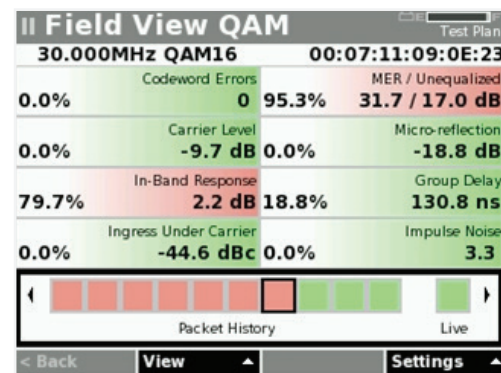 Field View QAM
E F
Test Plan
30.000MHz QAM16 00:07:11:09:0E:23
Codeword Errors MER / Unequalized
0.0% 0 95.3% 31.7 / 17.0 dB
Carrier Level Micro-reflection
0.0% -9.7 dB 0.0% -18.8 dB
In-Band Response Group Delay
79.7% 2.2 dB 18.8% 130.8 ns
Ingress Under Carrier Impulse Noise
0.0% -44.6 dBc 0.0% 3.3
Packet History Live
< Back View Settings